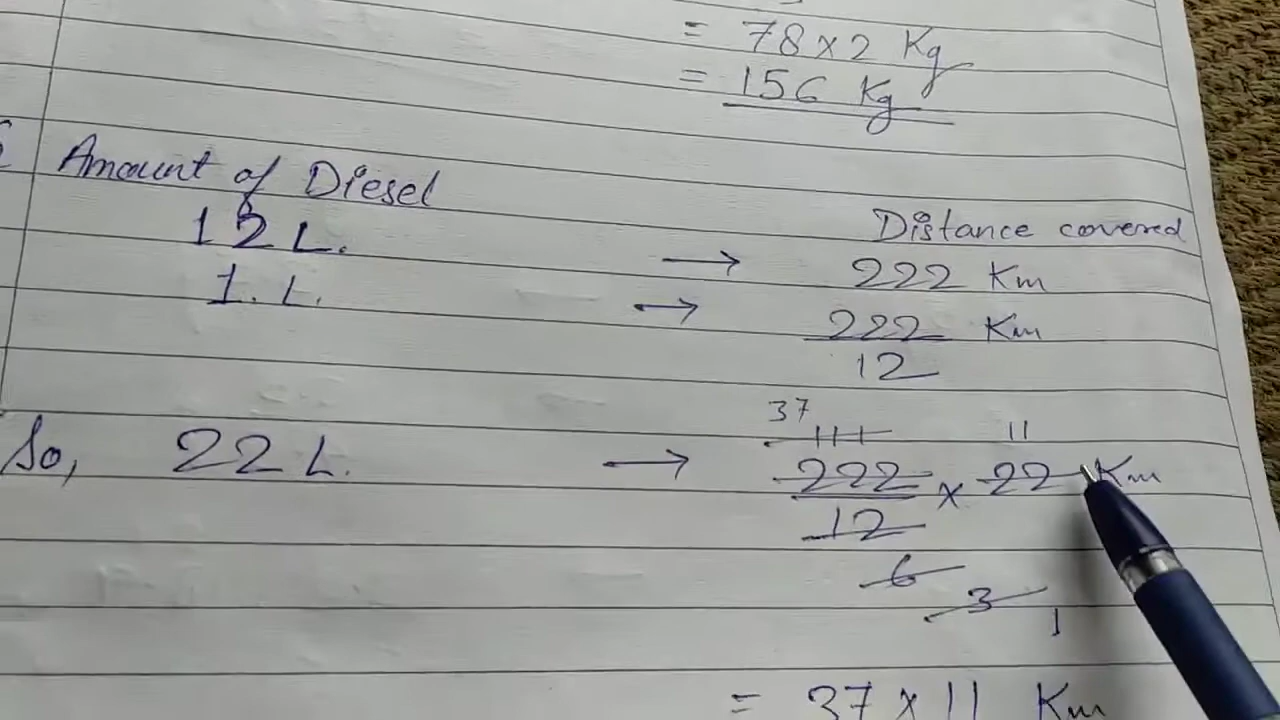 = 78 × 2 Kg
= 156 Kg
Amount of Diesel
Distance covered
12 L. → 222 Km
1. L. → 222/12 Km
37
111 11
So, 22 L. → 222/12 × 22 Km
6
3
1
= 37 × 11 Km